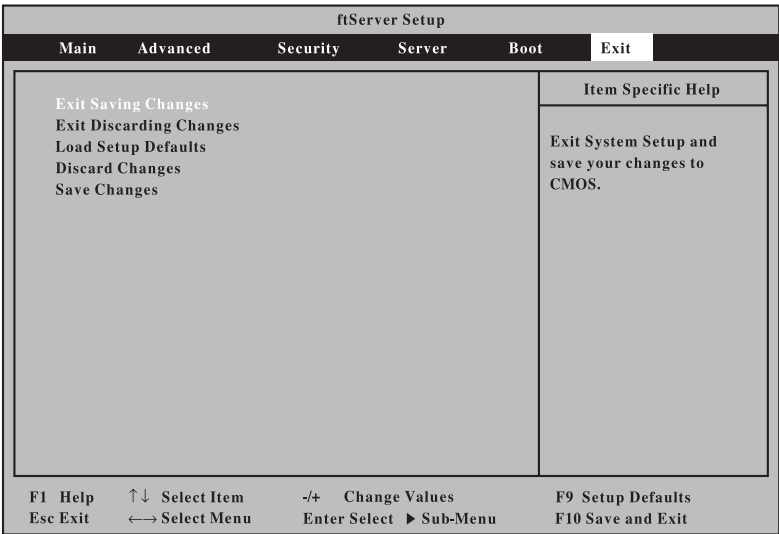 ftServer Setup
Main Advanced Security Server Boot Exit
Exit Saving Changes
Exit Discarding Changes
Load Setup Defaults
Discard Changes
Save Changes
Item Specific Help
Exit System Setup and
save your changes to
CMOS.
F1 Help ↑↓ Select Item -/+ Change Values F9 Setup Defaults
Esc Exit ←→ Select Menu Enter Select ▶ Sub-Menu F10 Save and Exit